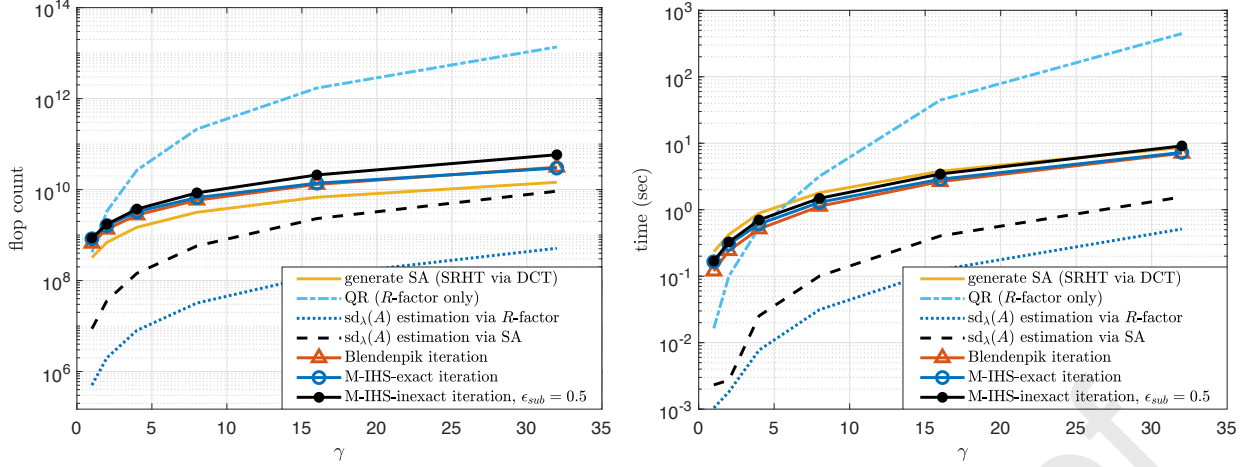 10^14
10^12
10^10
10^8
10^6
flop count
0 5 10 15 20 25 30 35
γ
generate SA (SRHT via DCT)
QR (R-factor only)
sd_λ(A) estimation via R-factor
sd_λ(A) estimation via SA
Blendenpik iteration
M-IHS-exact iteration
M-IHS-inexact iteration, ϵ_sub = 0.5
10^3
10^2
10^1
10^0
10^-1
10^-2
10^-3
time (sec)
0 5 10 15 20 25 30 35
γ
generate SA (SRHT via DCT)
QR (R-factor only)
sd_λ(A) estimation via R-factor
sd_λ(A) estimation via SA
Blendenpik iteration
M-IHS-exact iteration
M-IHS-inexact iteration, ϵ_sub = 0.5